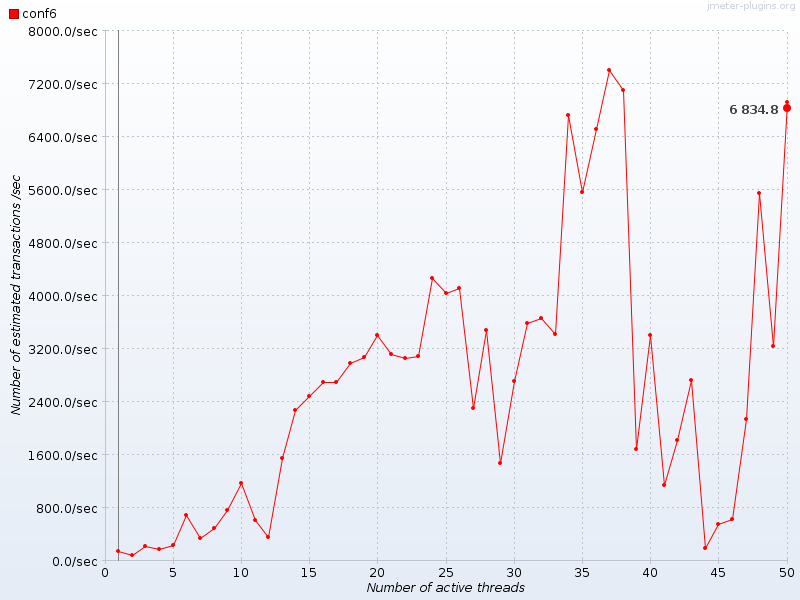 jmeter-plugins.org
conf6
8000.0/sec
7200.0/sec
6400.0/sec
5600.0/sec
4800.0/sec
4000.0/sec
3200.0/sec
2400.0/sec
1600.0/sec
800.0/sec
0.0/sec
Number of estimated transactions /sec
6 834.8
0 5 10 15 20 25 30 35 40 45 50
Number of active threads